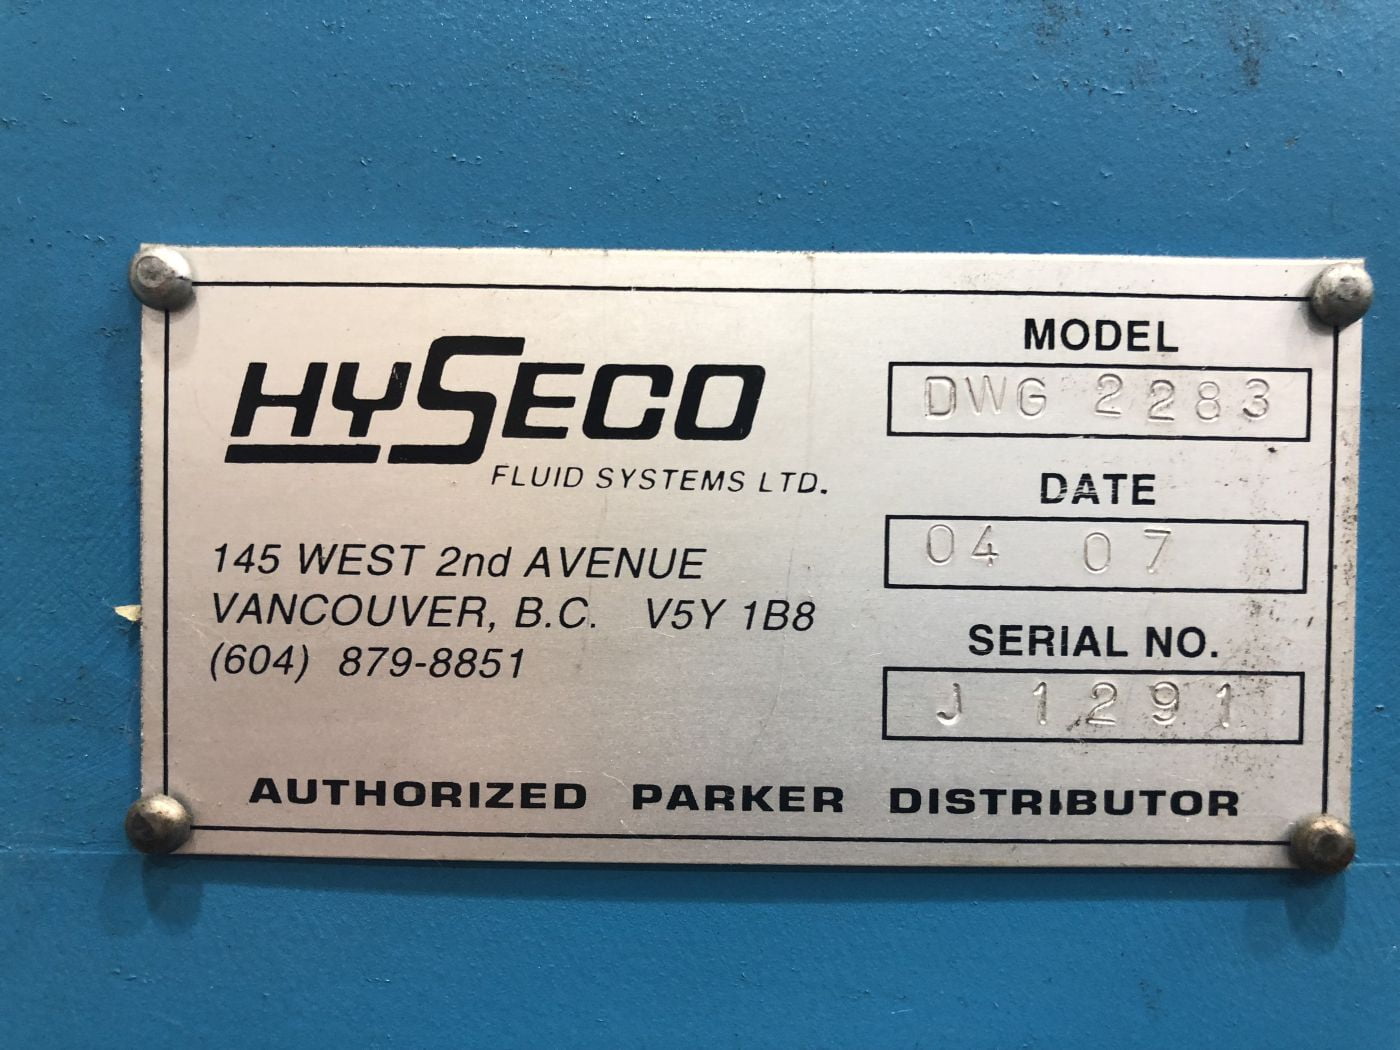 HYSECO
FLUID SYSTEMS LTD.
145 WEST 2nd AVENUE
VANCOUVER, B.C. V5Y 1B8
(604) 879-8851
MODEL
DWG 2283
DATE
04 07
SERIAL NO.
J 1291
AUTHORIZED PARKER DISTRIBUTOR